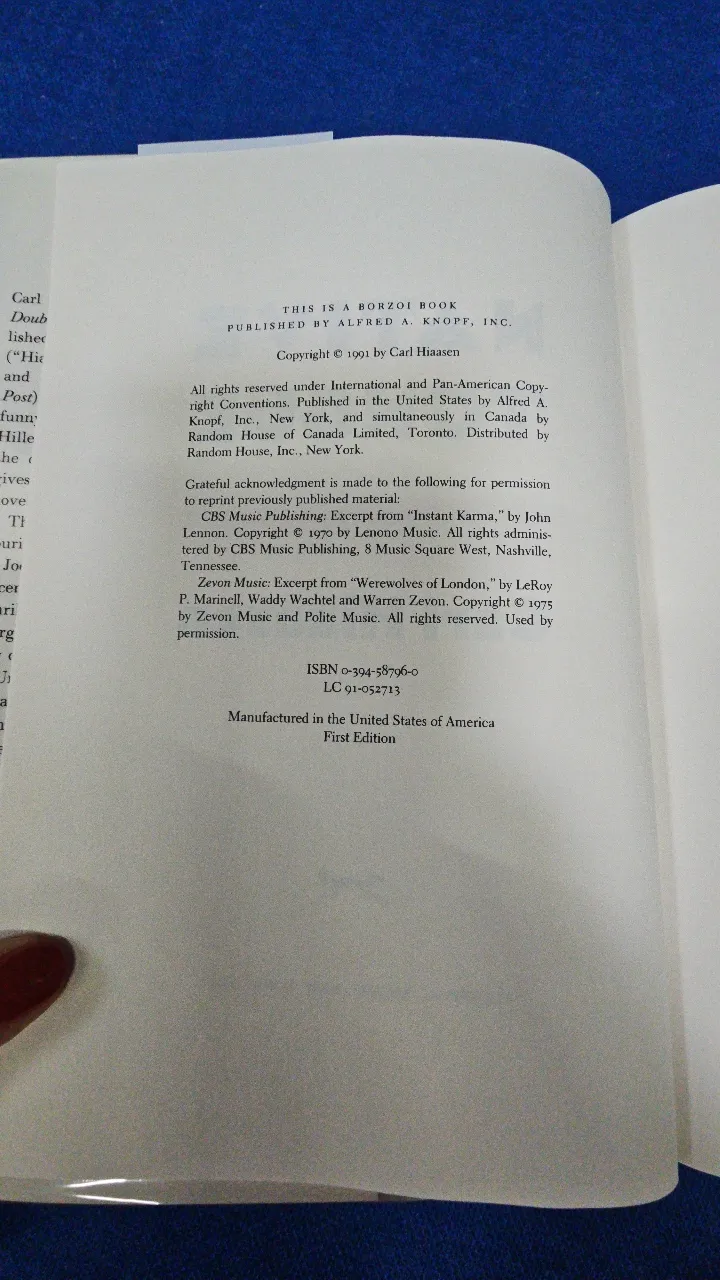 Carl
Doub
lished
("Hia
and
Post)
funny
Hille
he
ives
ove
THIS IS A BORZOI BOOK
PUBLISHED BY ALFRED A. KNOPF, INC.
Copyright © 1991 by Carl Hiaasen
All rights reserved under International and Pan-American Copy-
right Conventions. Published in the United States by Alfred A.
Knopf, Inc., New York, and simultaneously in Canada by
Random House of Canada Limited, Toronto. Distributed by
Random House, Inc., New York.
Grateful acknowledgment is made to the following for permission
to reprint previously published material:
CBS Music Publishing: Excerpt from "Instant Karma," by John
Lennon. Copyright © 1970 by Lenono Music. All rights adminis-
tered by CBS Music Publishing, 8 Music Square West, Nashville,
Tennessee.
Zevon Music: Excerpt from "Werewolves of London," by LeRoy
P. Marinell, Waddy Wachtel and Warren Zevon. Copyright © 1975
by Zevon Music and Polite Music. All rights reserved. Used by
permission.
ISBN 0-394-58796-0
LC 91-052713
Manufactured in the United States of America
First Edition